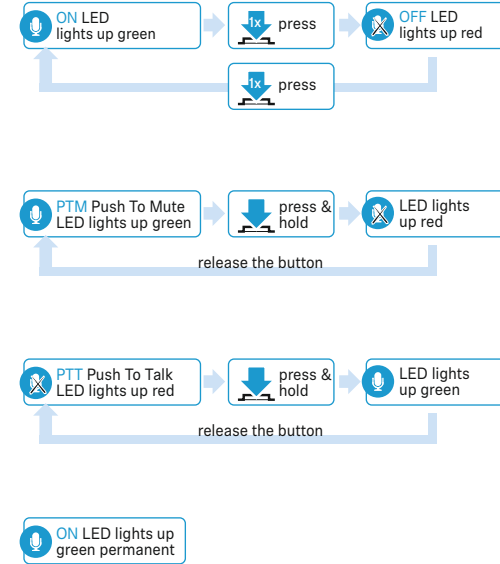 ON LED
lights up green
1x
press
OFF LED
lights up red
1x
press
PTM Push To Mute
LED lights up green
press &
hold
LED lights
up red
release the button
PTT Push To Talk
LED lights up red
press &
hold
LED lights
up green
release the button
ON LED lights up
green permanent